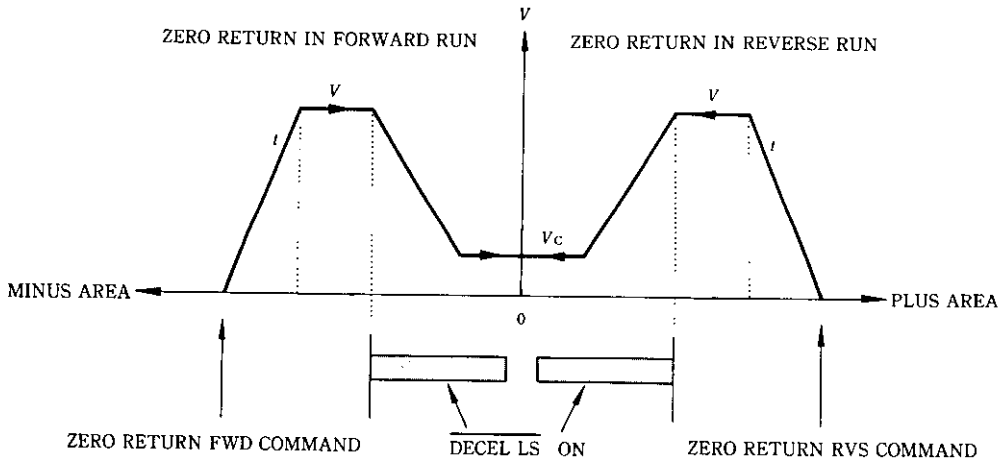 V
ZERO RETURN IN FORWARD RUN
ZERO RETURN IN REVERSE RUN
V
V
t
t
Vc
MINUS AREA
PLUS AREA
0
ZERO RETURN FWD COMMAND
DECEL LS ON
ZERO RETURN RVS COMMAND